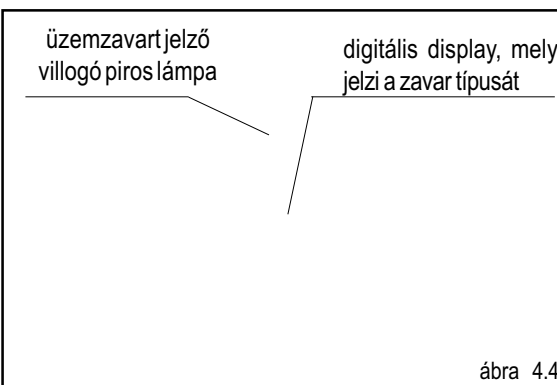 üzemzavart jelző
villogó piros lámpa
digitális display, mely
jelzi a zavar típusát
ábra 4.4